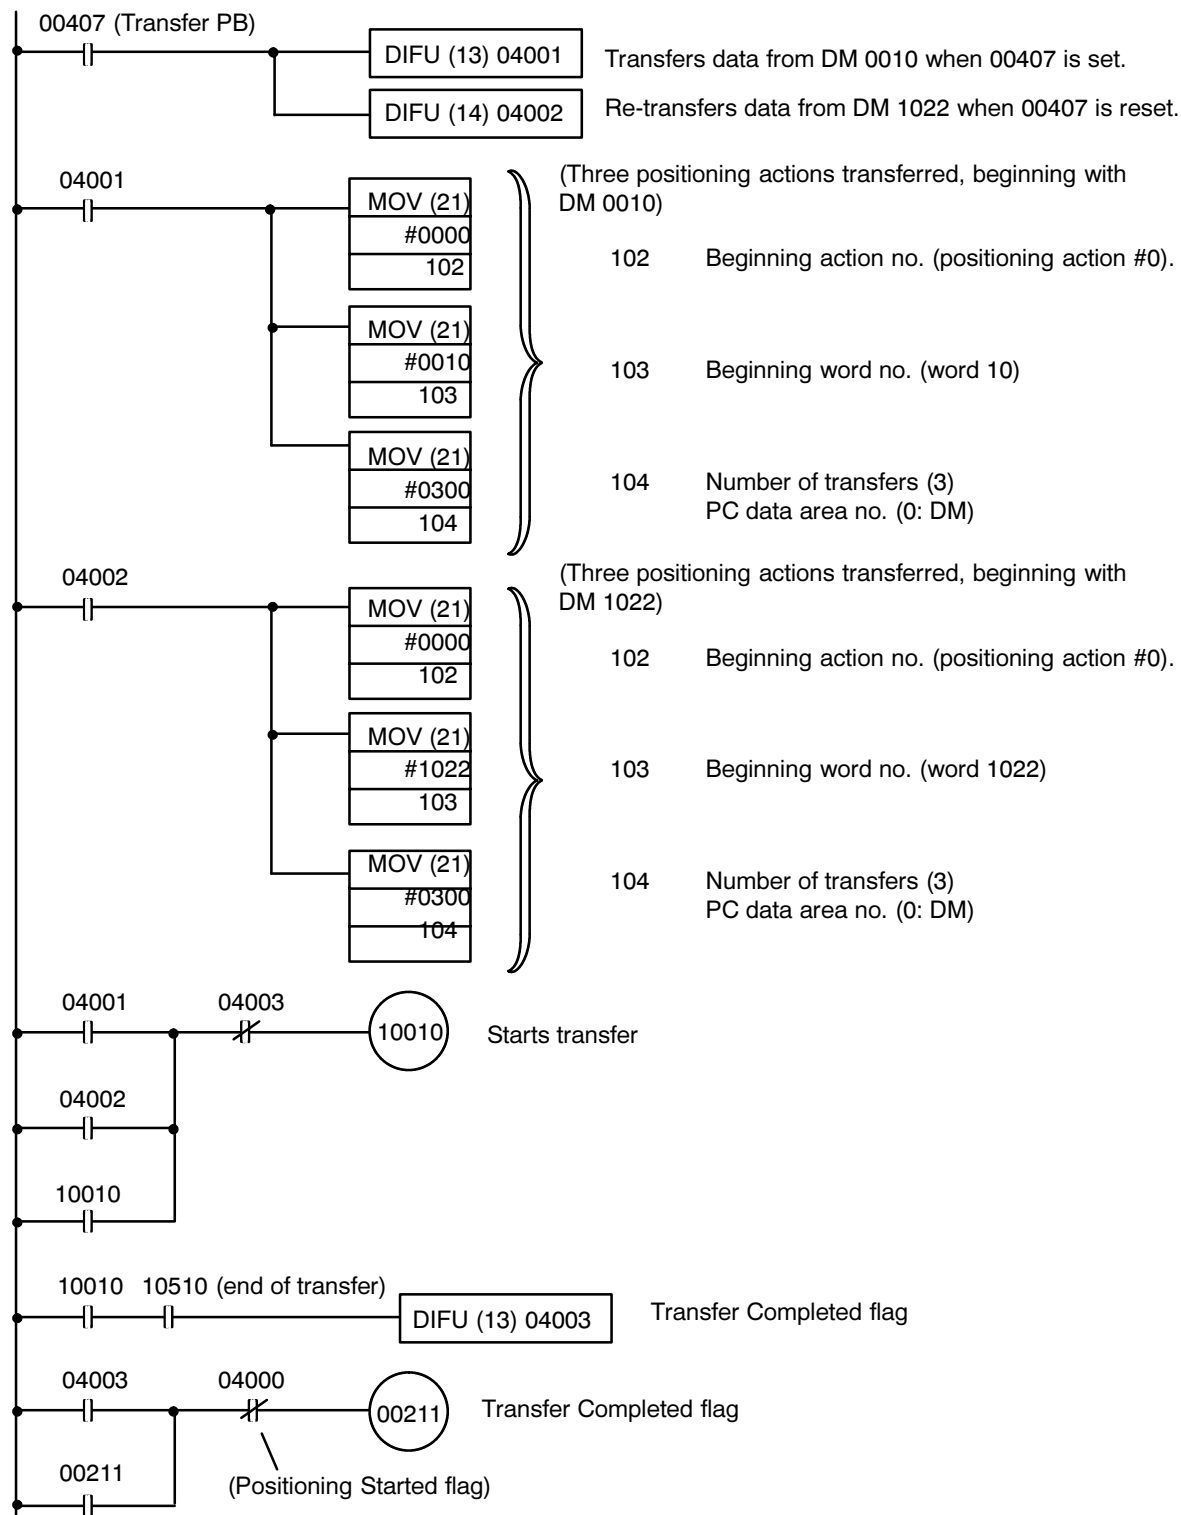 00407 (Transfer PB)
DIFU (13) 04001
Transfers data from DM 0010 when 00407 is set.
DIFU (14) 04002
Re-transfers data from DM 1022 when 00407 is reset.
04001
MOV (21)
#0000
102
(Three positioning actions transferred, beginning with
DM 0010)
102 Beginning action no. (positioning action #0).
MOV (21)
#0010
103
103 Beginning word no. (word 10)
MOV (21)
#0300
104
104 Number of transfers (3)
PC data area no. (0: DM)
04002
MOV (21)
#0000
102
(Three positioning actions transferred, beginning with
DM 1022)
102 Beginning action no. (positioning action #0).
MOV (21)
#1022
103
103 Beginning word no. (word 1022)
MOV (21)
#0300
104
104 Number of transfers (3)
PC data area no. (0: DM)
04001 04003
10010
Starts transfer
04002
10010
10010 10510 (end of transfer)
DIFU (13) 04003
Transfer Completed flag
04003 04000
00211
Transfer Completed flag
00211
(Positioning Started flag)